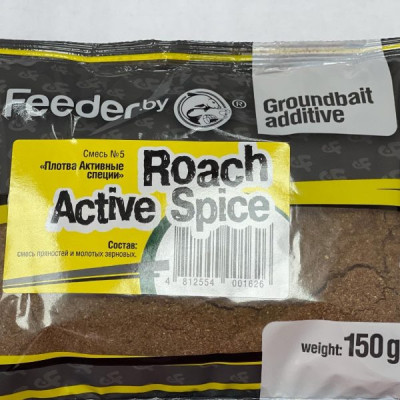 Feeder by ®
Groundbait
additive
Смесь №5
«Плотва Активные
специи»
Roach
Active Spice
Состав:
смесь пряностей и молотых зерновых.
4 812554 001626
weight: 150 g